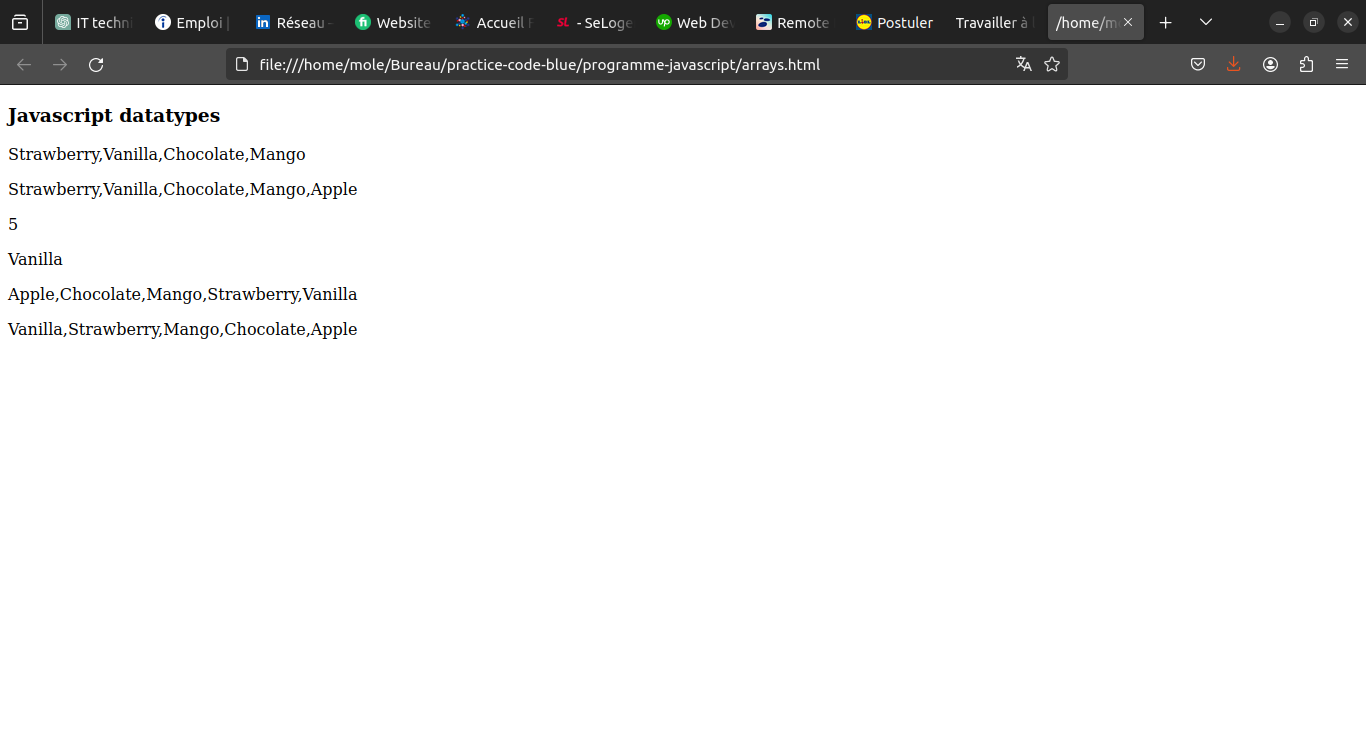 IT techni
Emploi |
Réseau -
Website
Accueil F
- SeLoge
Web Dev
Remote
Postuler
Travailler à l
/home/m
file:///home/mole/Bureau/practice-code-blue/programme-javascript/arrays.html
Javascript datatypes
Strawberry,Vanilla,Chocolate,Mango
Strawberry,Vanilla,Chocolate,Mango,Apple
5
Vanilla
Apple,Chocolate,Mango,Strawberry,Vanilla
Vanilla,Strawberry,Mango,Chocolate,Apple